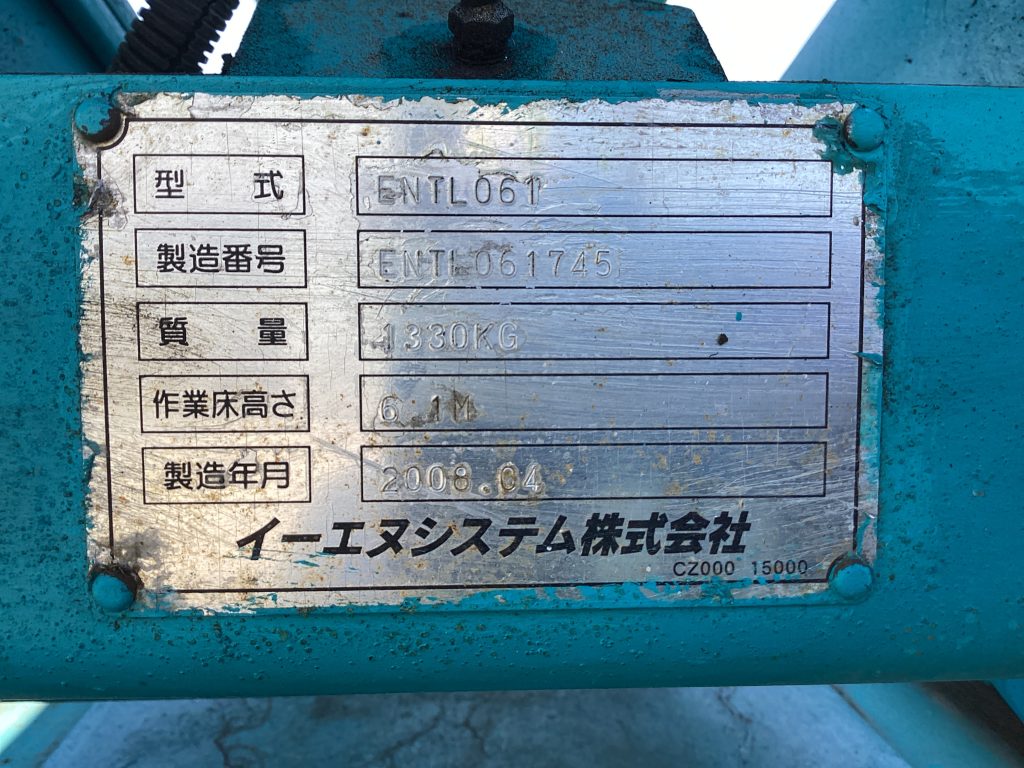 型式 ENTL061
製造番号 ENTL061745
質量 1330KG
作業床高さ 6.1M
製造年月 2008.04
イーエヌシステム株式会社
CZ000 15000